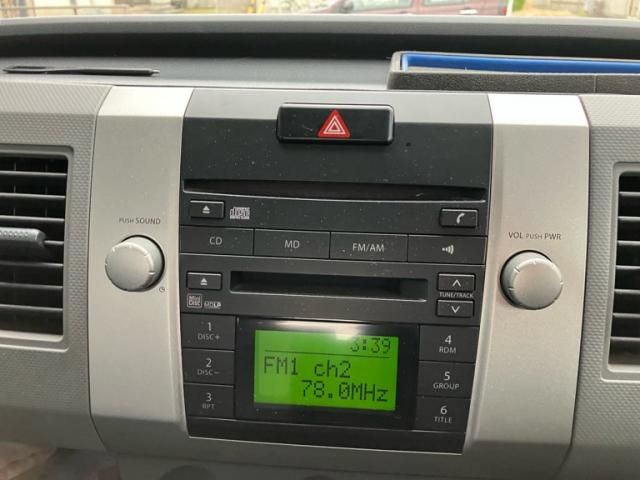 PUSH SOUND
VOL PUSH PWR
CD
MD
FM/AM
MDLP
TUNE/TRACK
1
DISC+
2
DISC-
3
RPT
3:39
FM1 ch2
78.0MHz
4
RDM
5
GROUP
6
TITLE